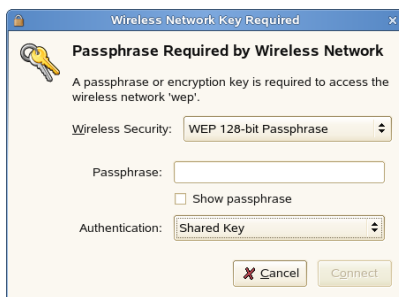 Wireless Network Key Required
Passphrase Required by Wireless Network
A passphrase or encryption key is required to access the
wireless network 'wep'.
Wireless Security: WEP 128-bit Passphrase
Passphrase:
Show passphrase
Authentication: Shared Key
Cancel Connect